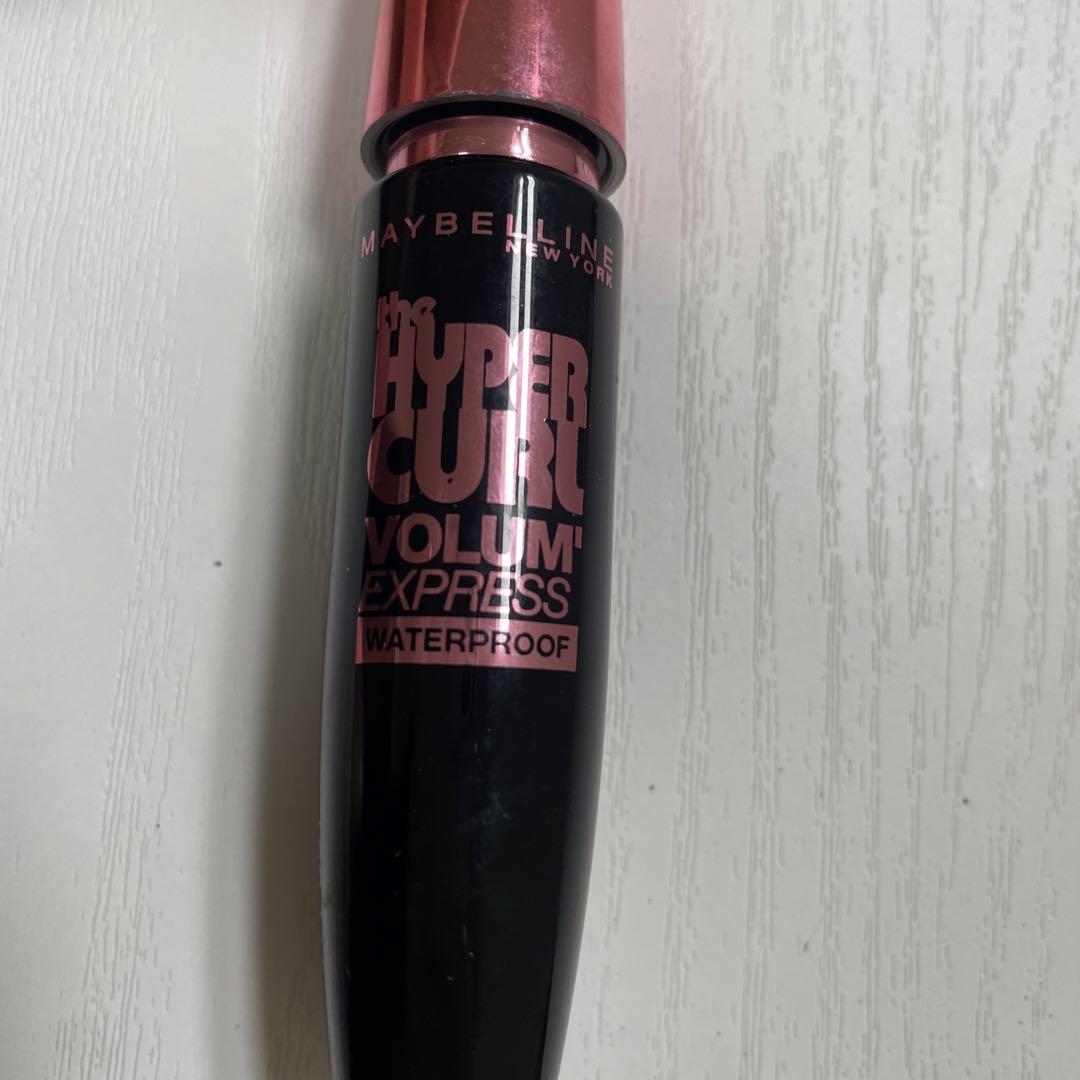 MAYBELLINE
NEW YORK
the
HYPER
CURL
VOLUM'
EXPRESS
WATERPROOF